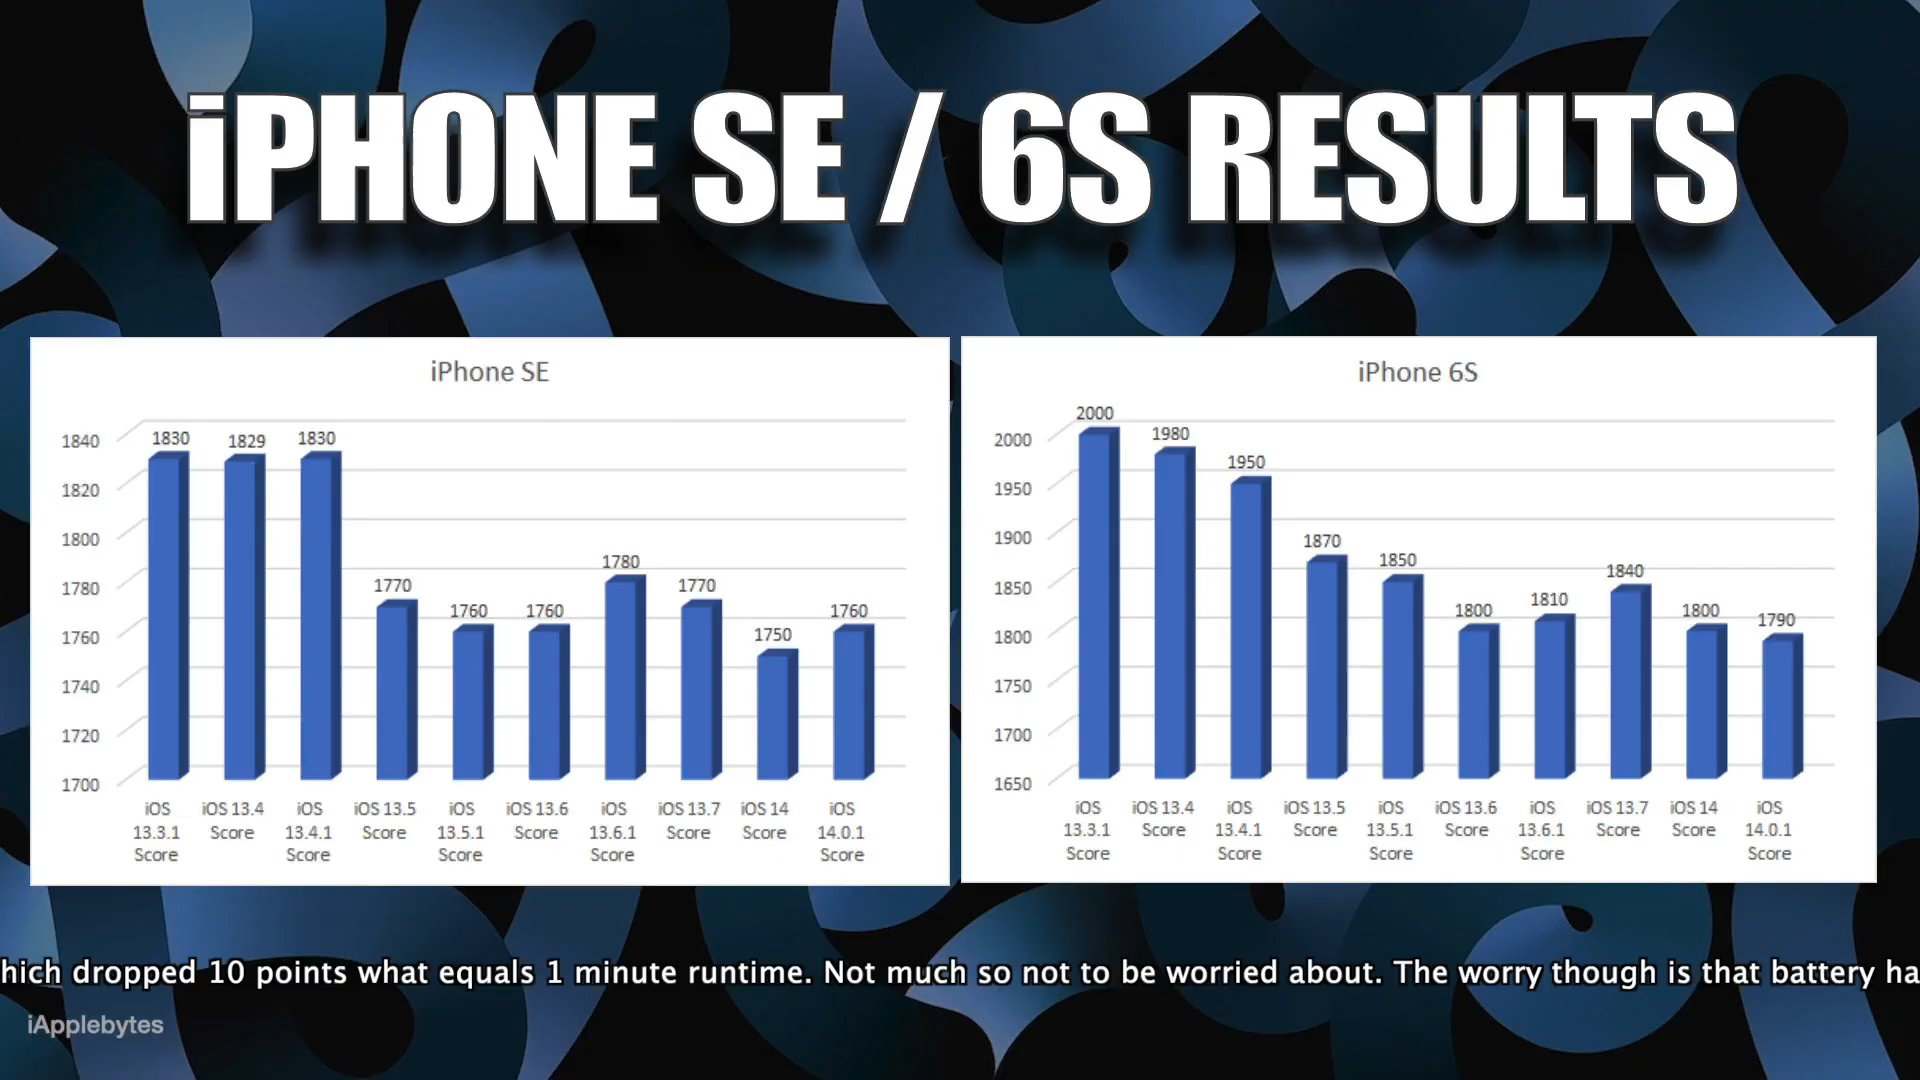 iPHONE SE / 6S RESULTS
iPhone SE
1840
1820
1800
1780
1760
1740
1720
1700
1830
1829
1830
1770
1760
1760
1780
1770
1750
1760
iOS 13.3.1 Score
iOS 13.4 Score
iOS 13.4.1 Score
iOS 13.5 Score
iOS 13.5.1 Score
iOS 13.6 Score
iOS 13.6.1 Score
iOS 13.7 Score
iOS 14 Score
iOS 14.0.1 Score
iPhone 6S
2000
1950
1900
1850
1800
1750
1700
1650
2000
1980
1950
1870
1850
1800
1810
1840
1800
1790
iOS 13.3.1 Score
iOS 13.4 Score
iOS 13.4.1 Score
iOS 13.5 Score
iOS 13.5.1 Score
iOS 13.6 Score
iOS 13.6.1 Score
iOS 13.7 Score
iOS 14 Score
iOS 14.0.1 Score
hich dropped 10 points what equals 1 minute runtime. Not much so not to be worried about. The worry though is that battery ha
iApplebytes